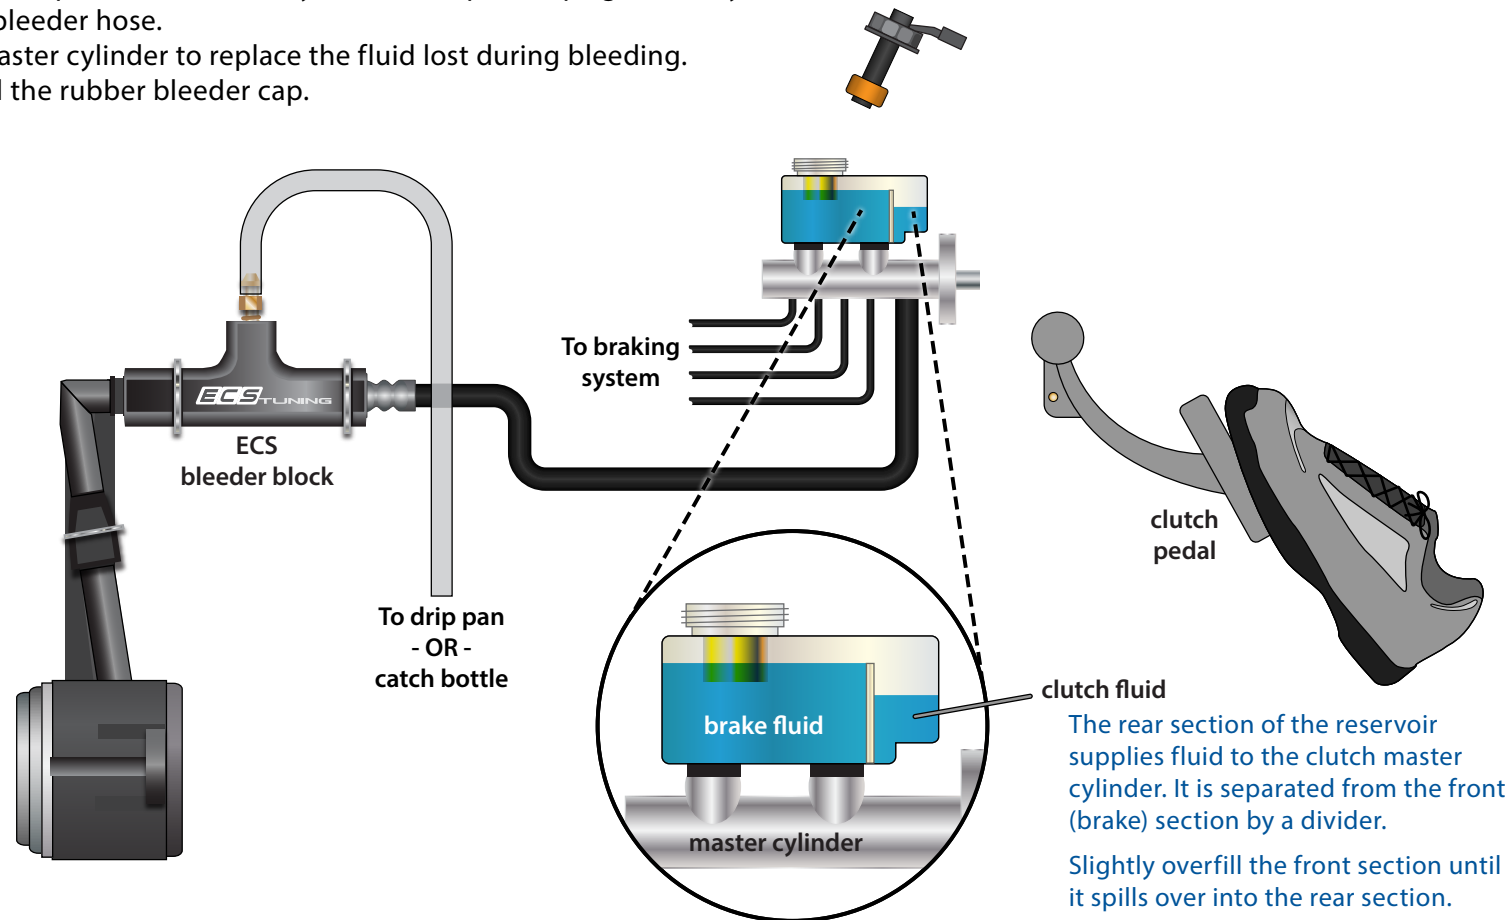 bleeder hose.
aster cylinder to replace the fluid lost during bleeding.
the rubber bleeder cap.
To braking
system
ECS TUNING
ECS
bleeder block
clutch
pedal
To drip pan
- OR -
catch bottle
clutch fluid
brake fluid
The rear section of the reservoir
supplies fluid to the clutch master
cylinder. It is separated from the front
(brake) section by a divider.
master cylinder
Slightly overfill the front section until
it spills over into the rear section.